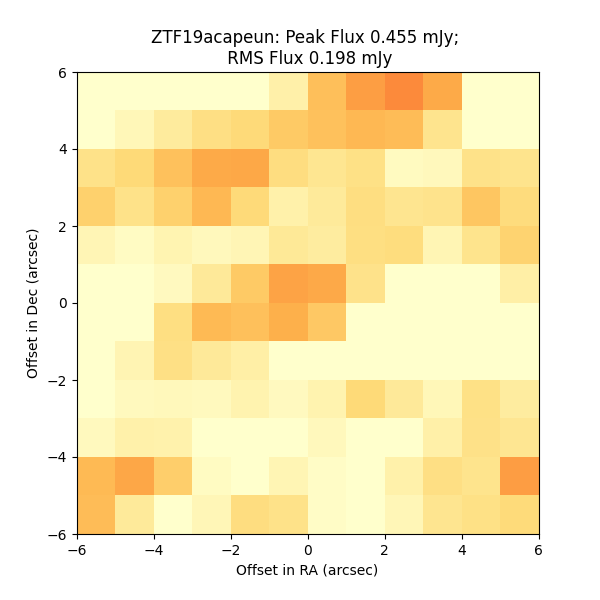 ZTF19acapeun: Peak Flux 0.455 mJy;
RMS Flux 0.198 mJy
6
4
2
0
−2
−4
−6
Offset in Dec (arcsec)
−6 −4 −2 0 2 4 6
Offset in RA (arcsec)